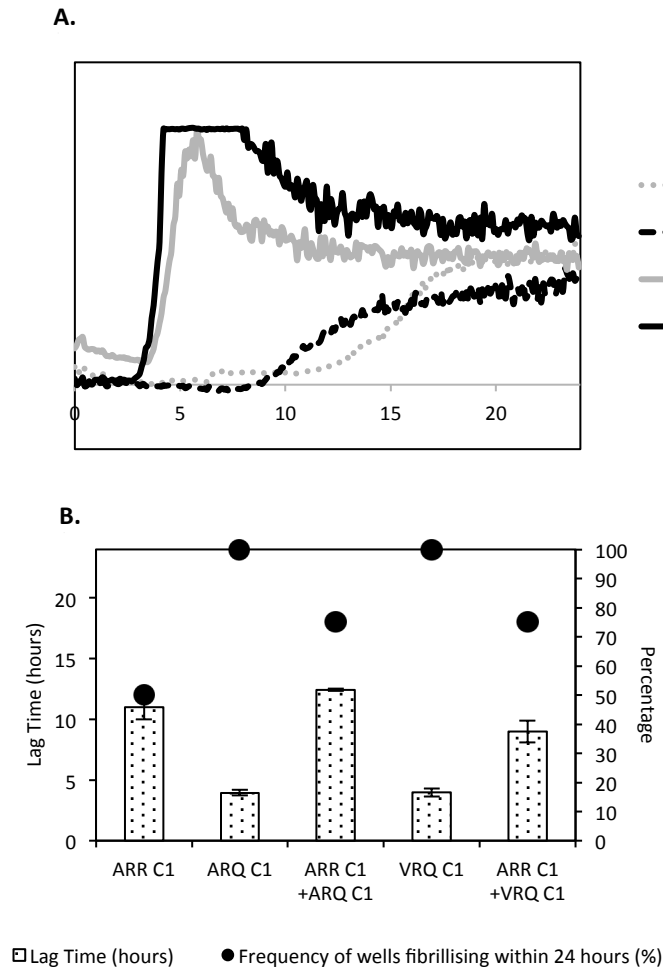 A.
0
5
10
15
20
B.
Lag Time (hours)
20
15
10
5
0
100
90
80
70
60
50
40
30
20
10
0
Percentage
ARR C1
ARQ C1
ARR C1
+ARQ C1
VRQ C1
ARR C1
+VRQ C1
Lag Time (hours)
Frequency of wells fibrillising within 24 hours (%)